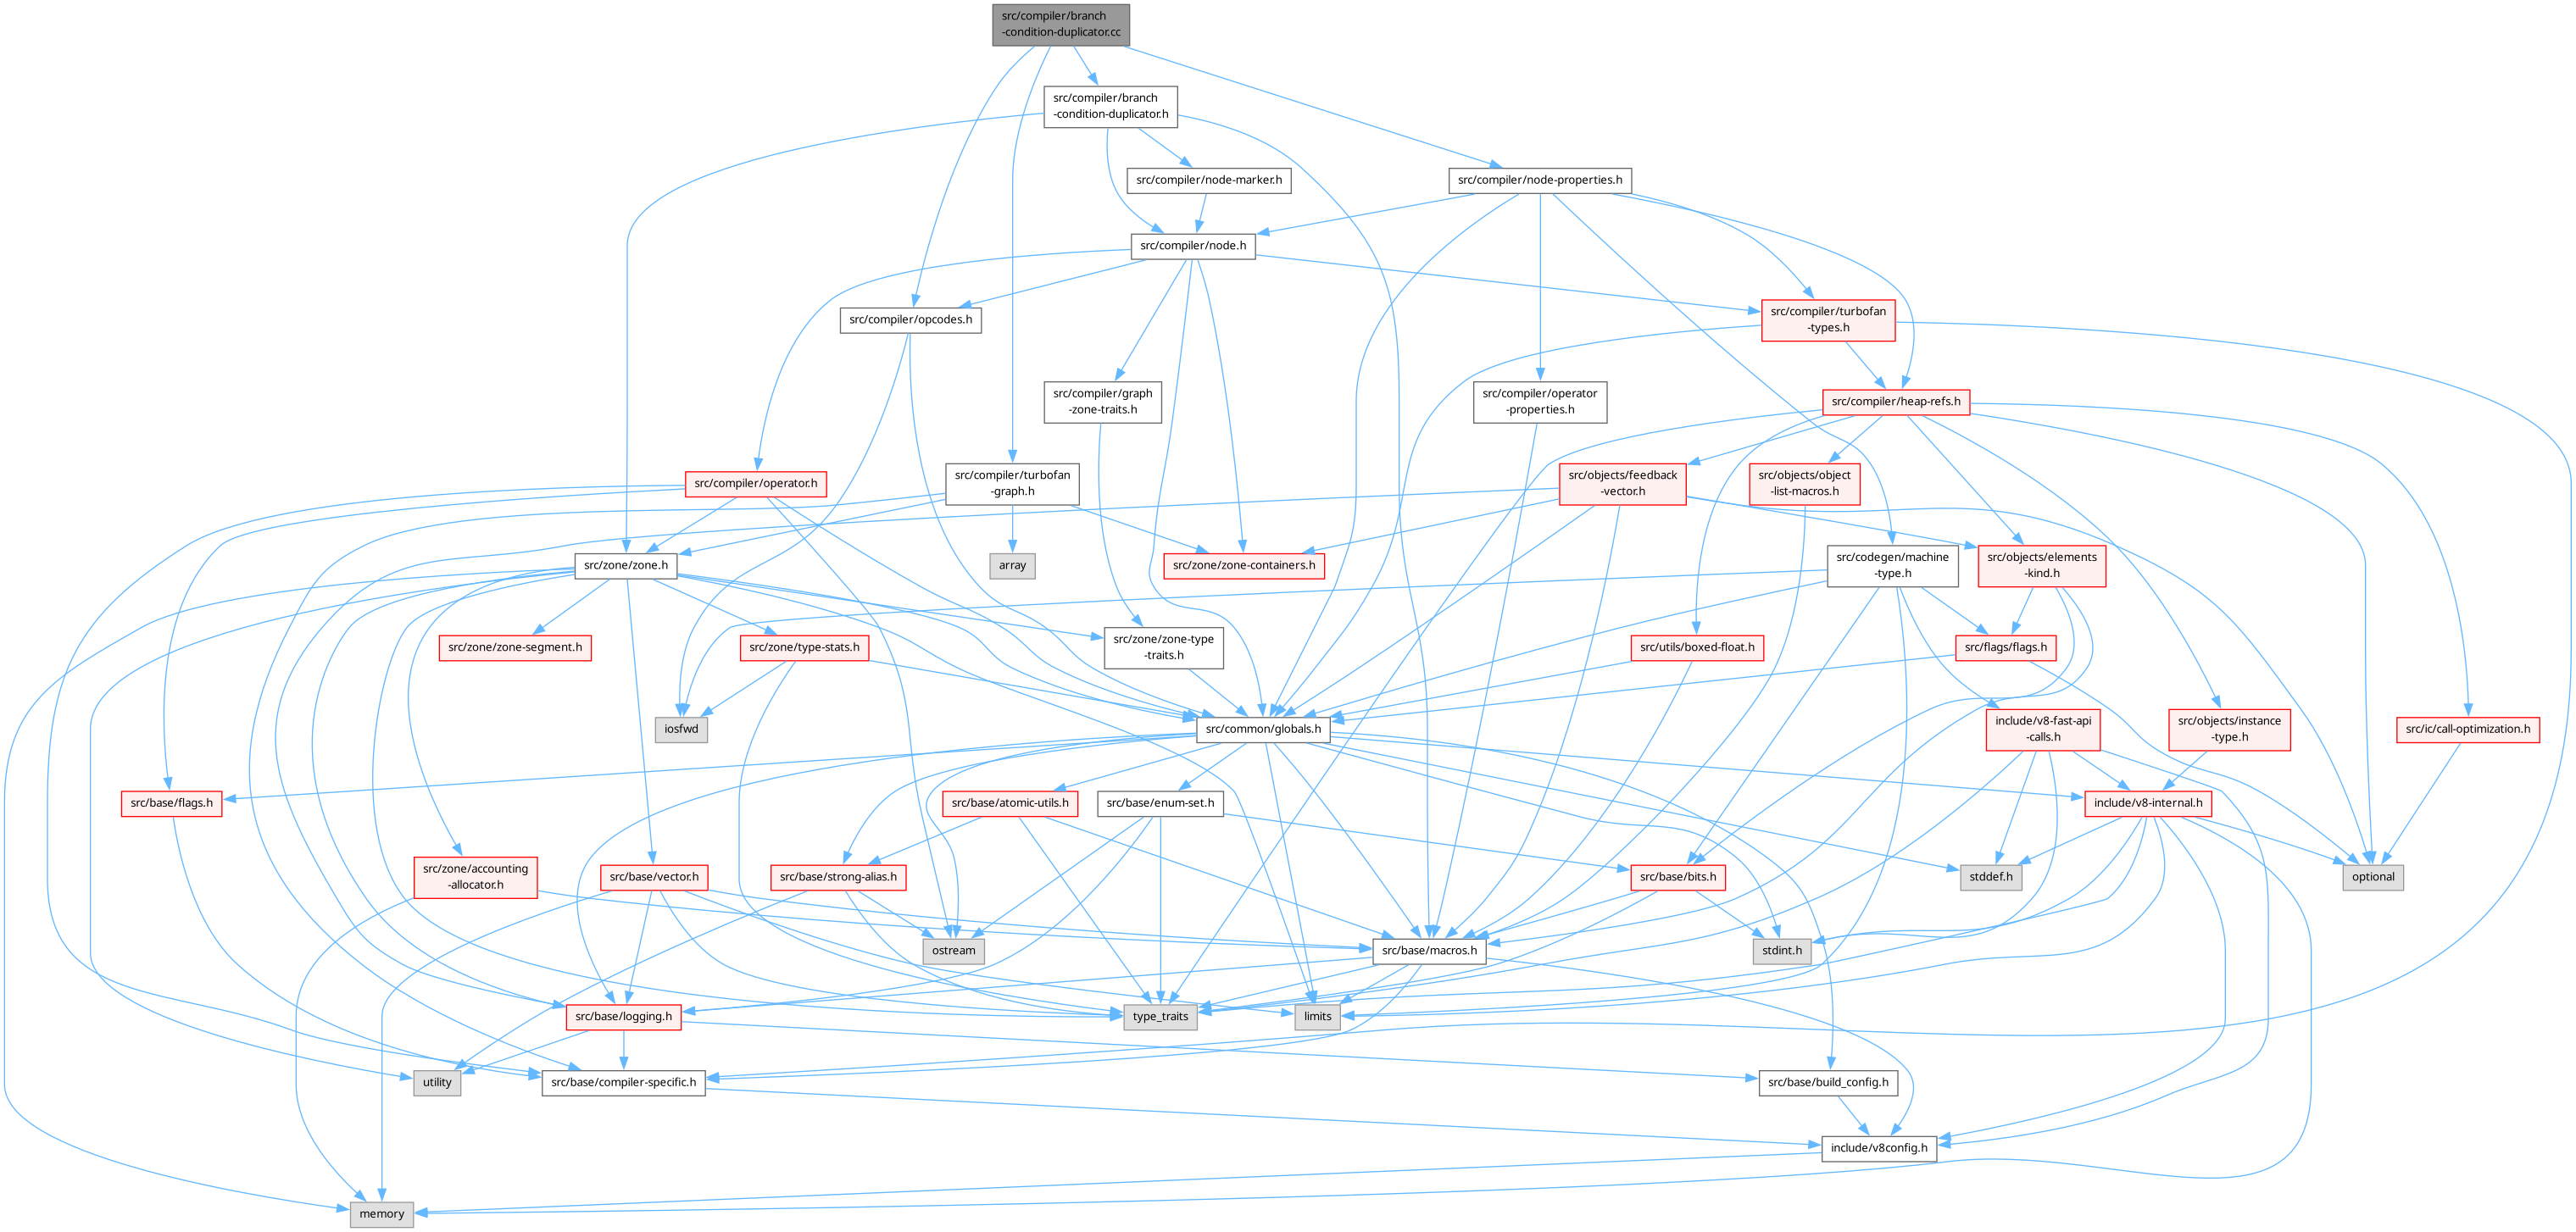 src/compiler/branch
-condition-duplicator.cc
src/compiler/branch
-condition-duplicator.h
src/compiler/node-marker.h
src/compiler/node-properties.h
src/compiler/node.h
src/compiler/opcodes.h
src/compiler/turbofan
-types.h
src/compiler/graph
-zone-traits.h
src/compiler/operator
-properties.h
src/compiler/heap-refs.h
src/compiler/operator.h
src/compiler/turbofan
-graph.h
src/objects/feedback
-vector.h
src/objects/object
-list-macros.h
src/zone/zone.h
array
src/zone/zone-containers.h
src/codegen/machine
-type.h
src/objects/elements
-kind.h
src/zone/zone-segment.h
src/zone/type-stats.h
src/zone/zone-type
-traits.h
src/utils/boxed-float.h
src/flags/flags.h
iosfwd
src/common/globals.h
include/v8-fast-api
-calls.h
src/objects/instance
-type.h
src/ic/call-optimization.h
src/base/flags.h
src/base/atomic-utils.h
src/base/enum-set.h
include/v8-internal.h
src/zone/accounting
-allocator.h
src/base/vector.h
src/base/strong-alias.h
src/base/bits.h
stddef.h
optional
ostream
src/base/macros.h
stdint.h
src/base/logging.h
type_traits
limits
utility
src/base/compiler-specific.h
src/base/build_config.h
include/v8config.h
memory